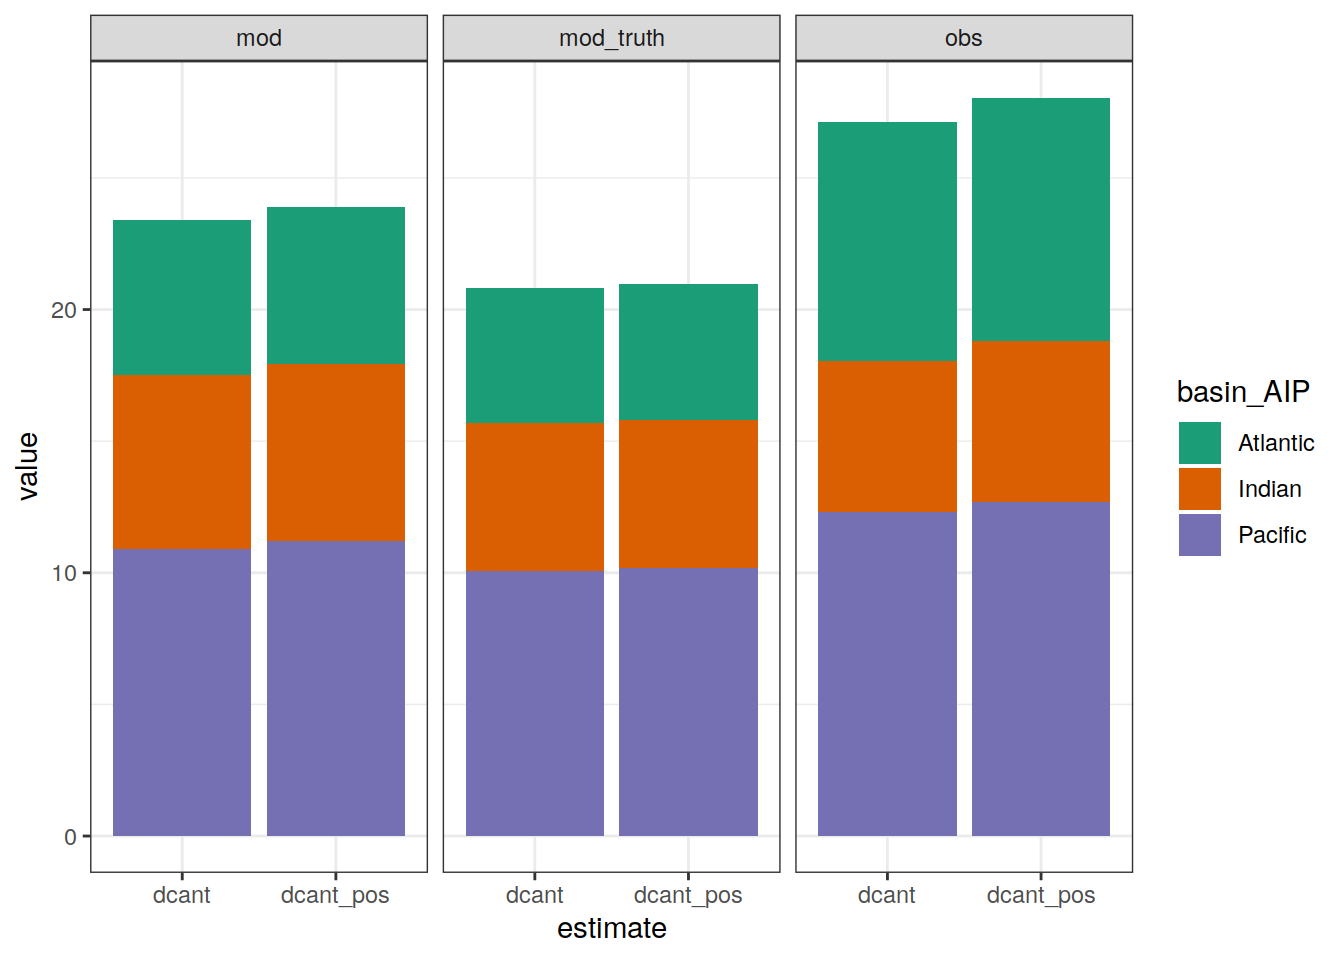 mod
mod_truth
obs
20
10
0
value
dcant
dcant_pos
dcant
dcant_pos
dcant
dcant_pos
estimate
basin_AIP
Atlantic
Indian
Pacific